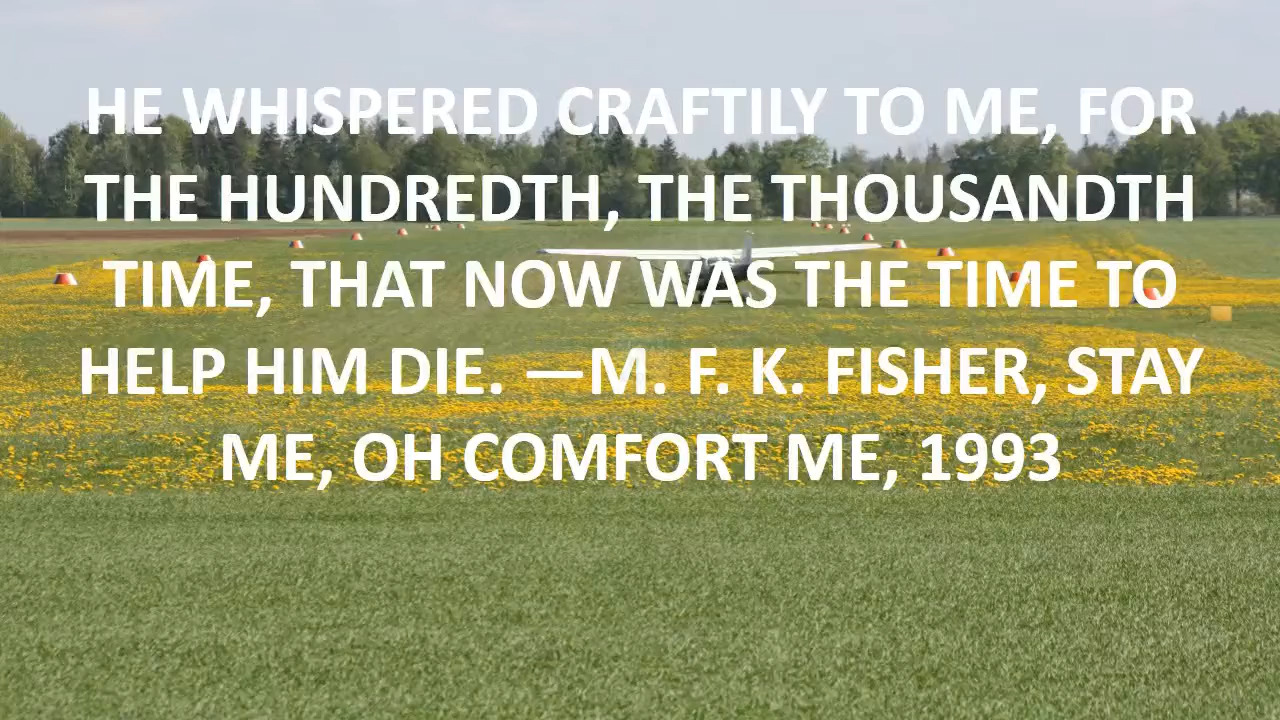 HE WHISPERED CRAFTILY TO ME, FOR
THE HUNDREDTH, THE THOUSANDTH
TIME, THAT NOW WAS THE TIME TO
HELP HIM DIE. —M. F. K. FISHER, STAY
ME, OH COMFORT ME, 1993